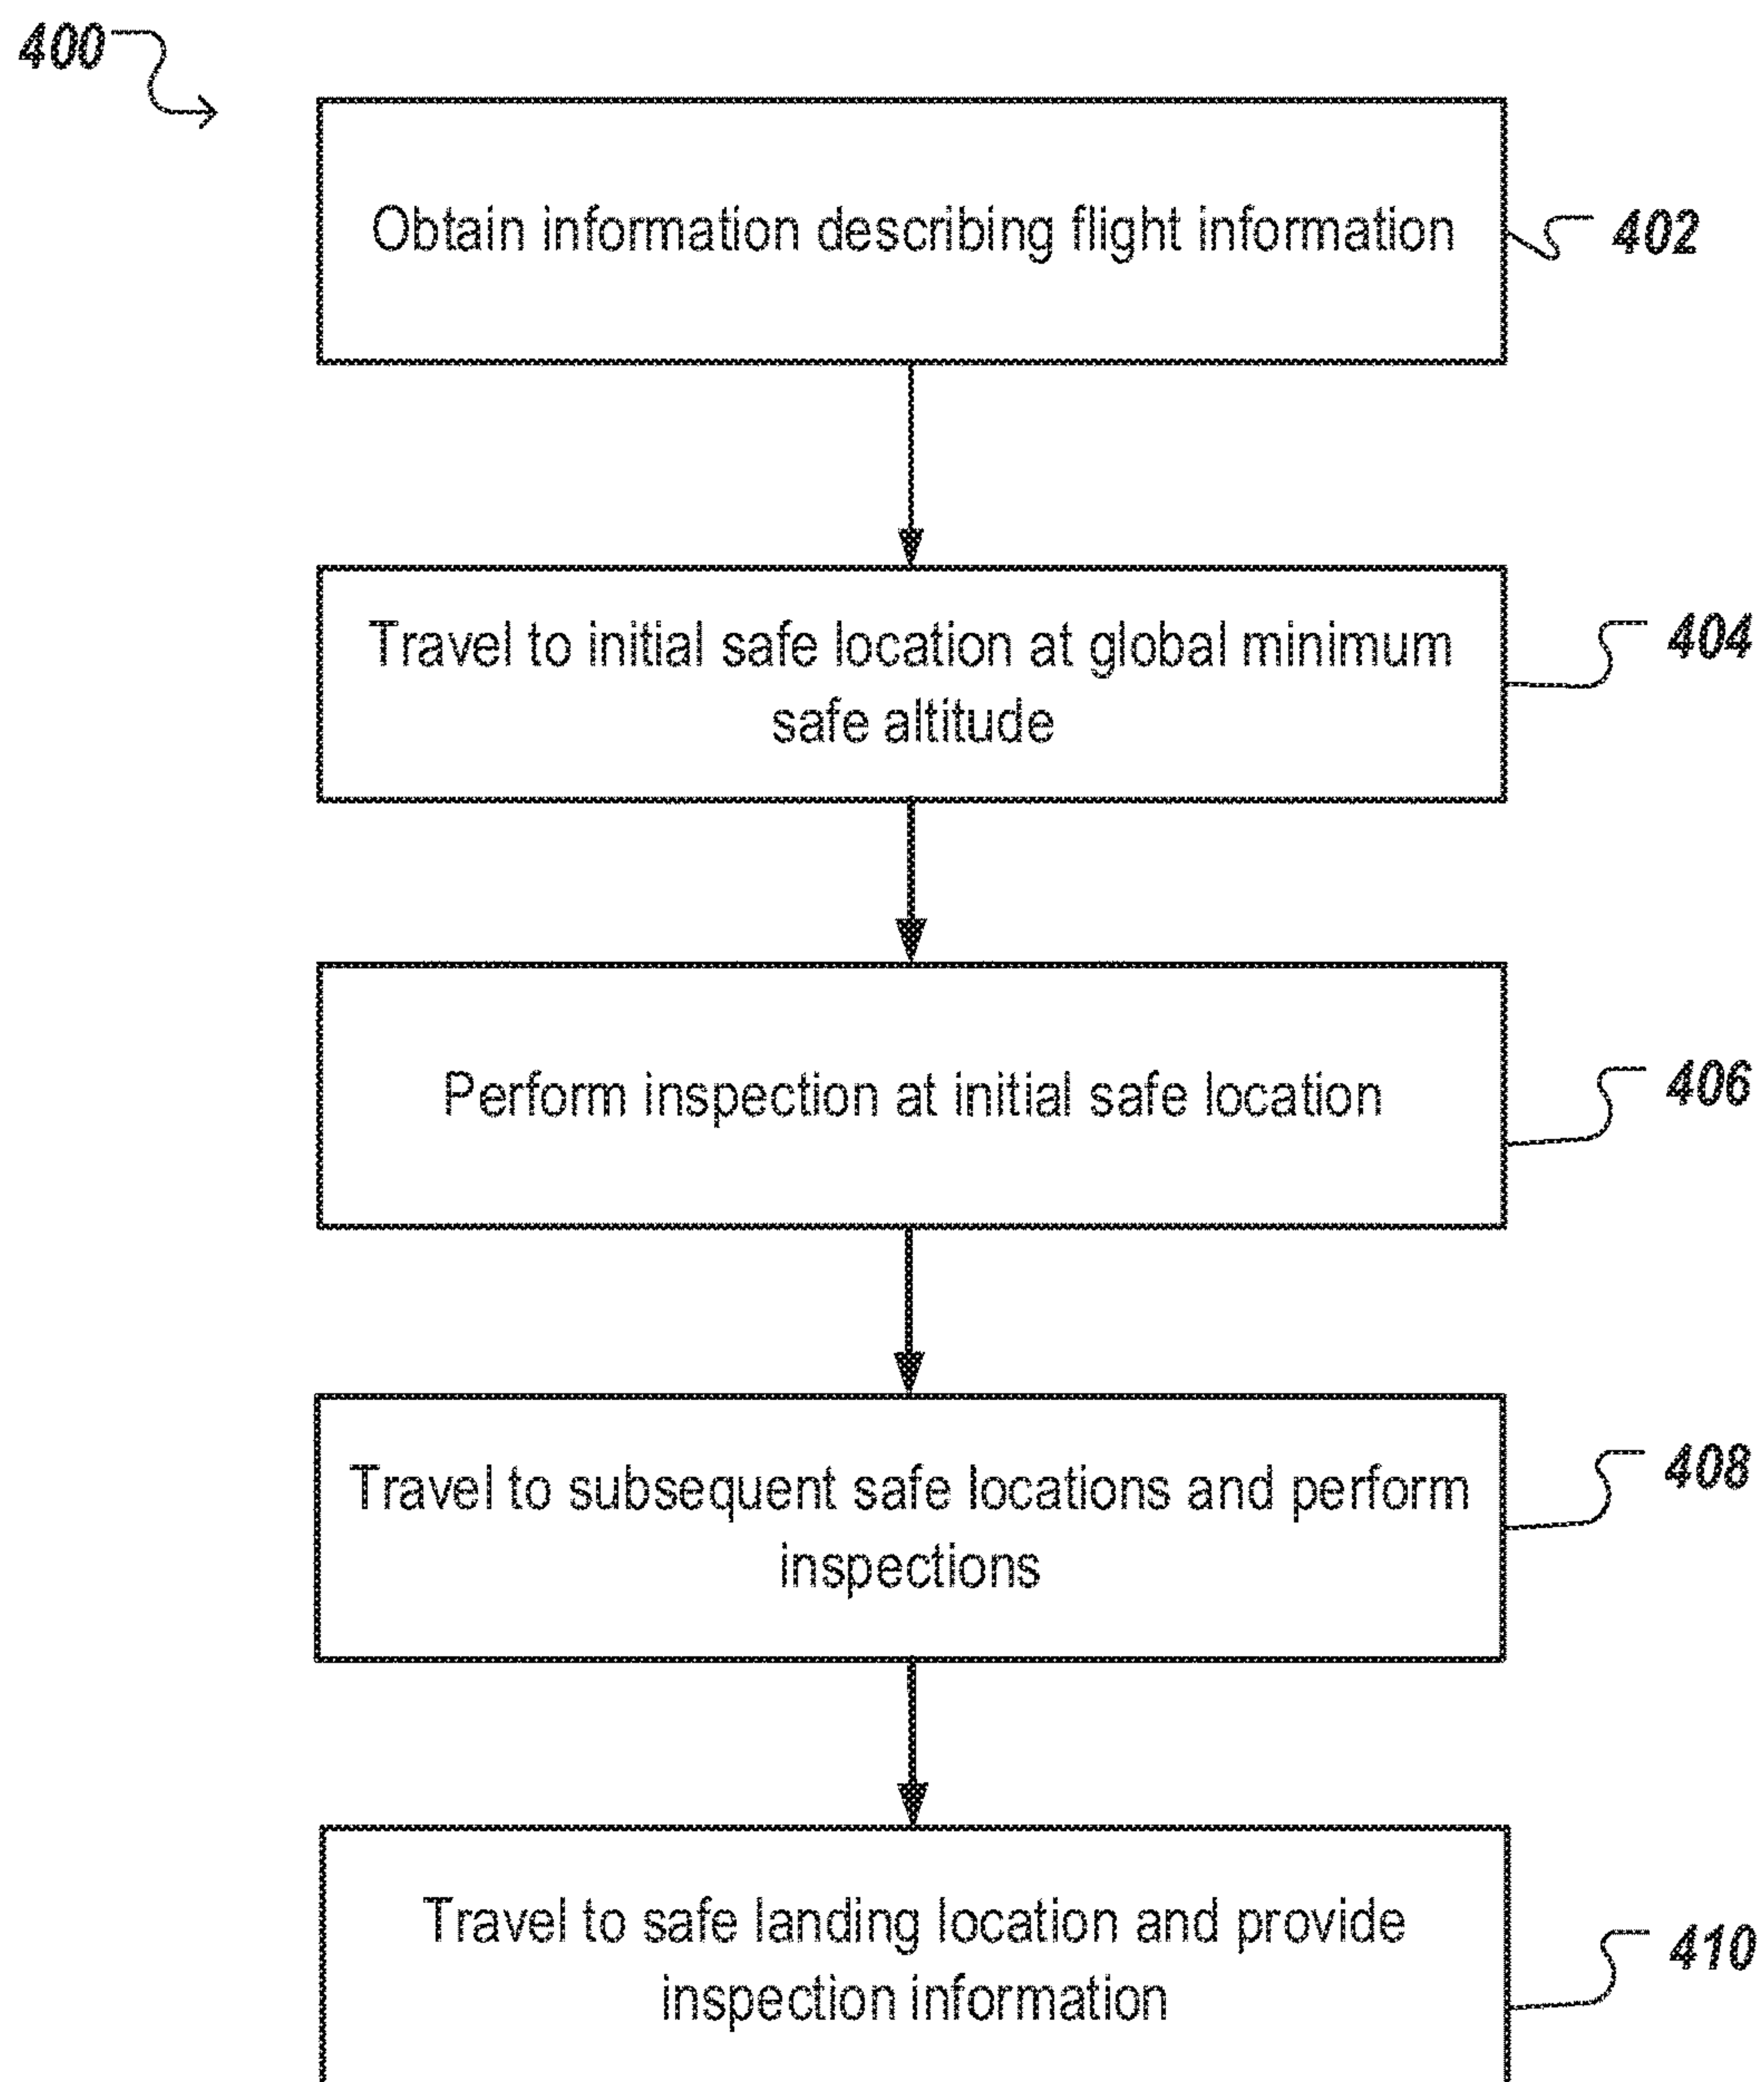 400
Obtain information describing flight information
402
Travel to initial safe location at global minimum
safe altitude
404
Perform inspection at initial safe location
406
Travel to subsequent safe locations and perform
inspections
408
Travel to safe landing location and provide
inspection information
410